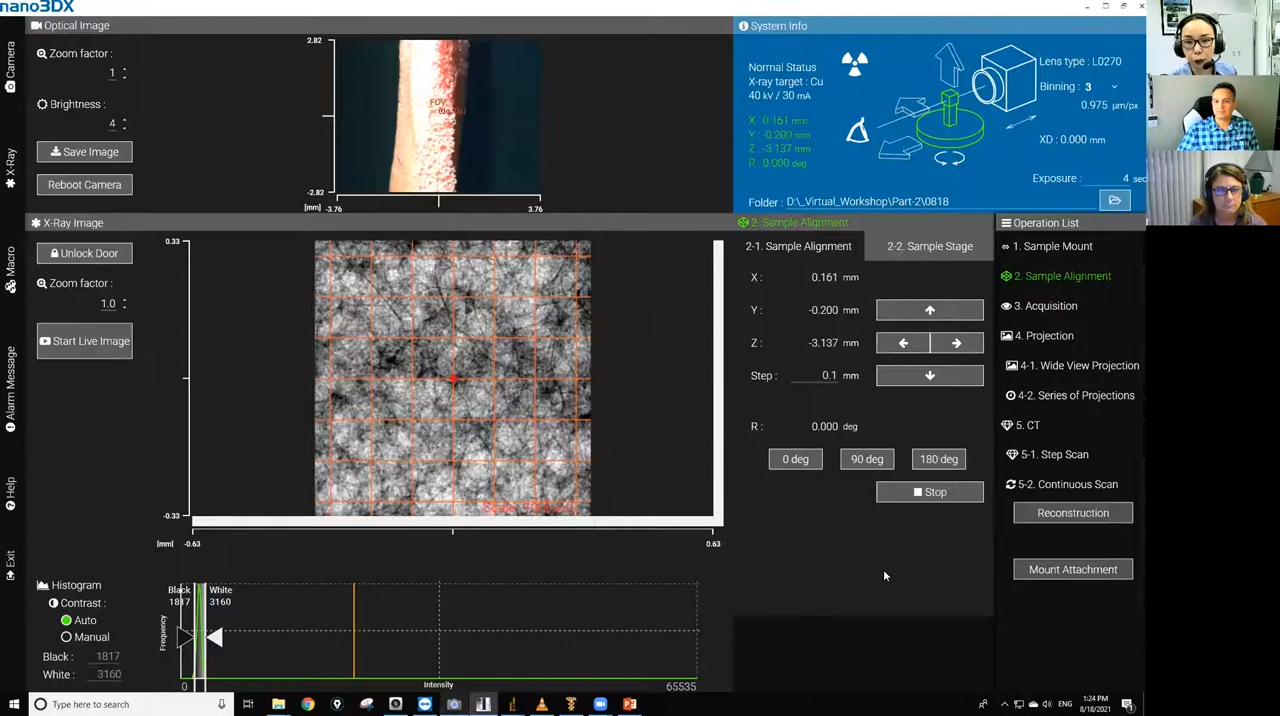 nano3DX
Optical Image
Zoom factor :
1
Brightness :
4
Save Image
Reboot Camera
2.82
-2.82
[mm]
-3.76
3.76
FOV
System Info
Normal Status
X-ray target : Cu
40 kV / 30 mA
X: 0.161 mm
Y: -0.200 mm
Z: -3.137 mm
R: 0.000 deg
Lens type : L0270
Binning : 3
0.975 µm/px
XD : 0.000 mm
Exposure : 4 sec
Folder : D:\_Virtual_Workshop\Part-2\0818
Camera
X-Ray
Macro
Alarm Message
Help
Exit
X-Ray Image
Unlock Door
Zoom factor :
1.0
Start Live Image
0.33
-0.33
[mm]
-0.63
0.63
2. Sample Alignment
2-1. Sample Alignment
2-2. Sample Stage
X : 0.161 mm
Y : -0.200 mm
Z : -3.137 mm
Step : 0.1 mm
R : 0.000 deg
0 deg
90 deg
180 deg
Stop
Operation List
1. Sample Mount
2. Sample Alignment
3. Acquisition
4. Projection
4-1. Wide View Projection
4-2. Series of Projections
5. CT
5-1. Step Scan
5-2. Continuous Scan
Reconstruction
Mount Attachment
Histogram
Contrast :
Auto
Manual
Black : 1817
White : 3160
Black
1817
White
3160
Frequency
0
Intensity
65535
Type here to search
ENG
1:24 PM
8/18/2021